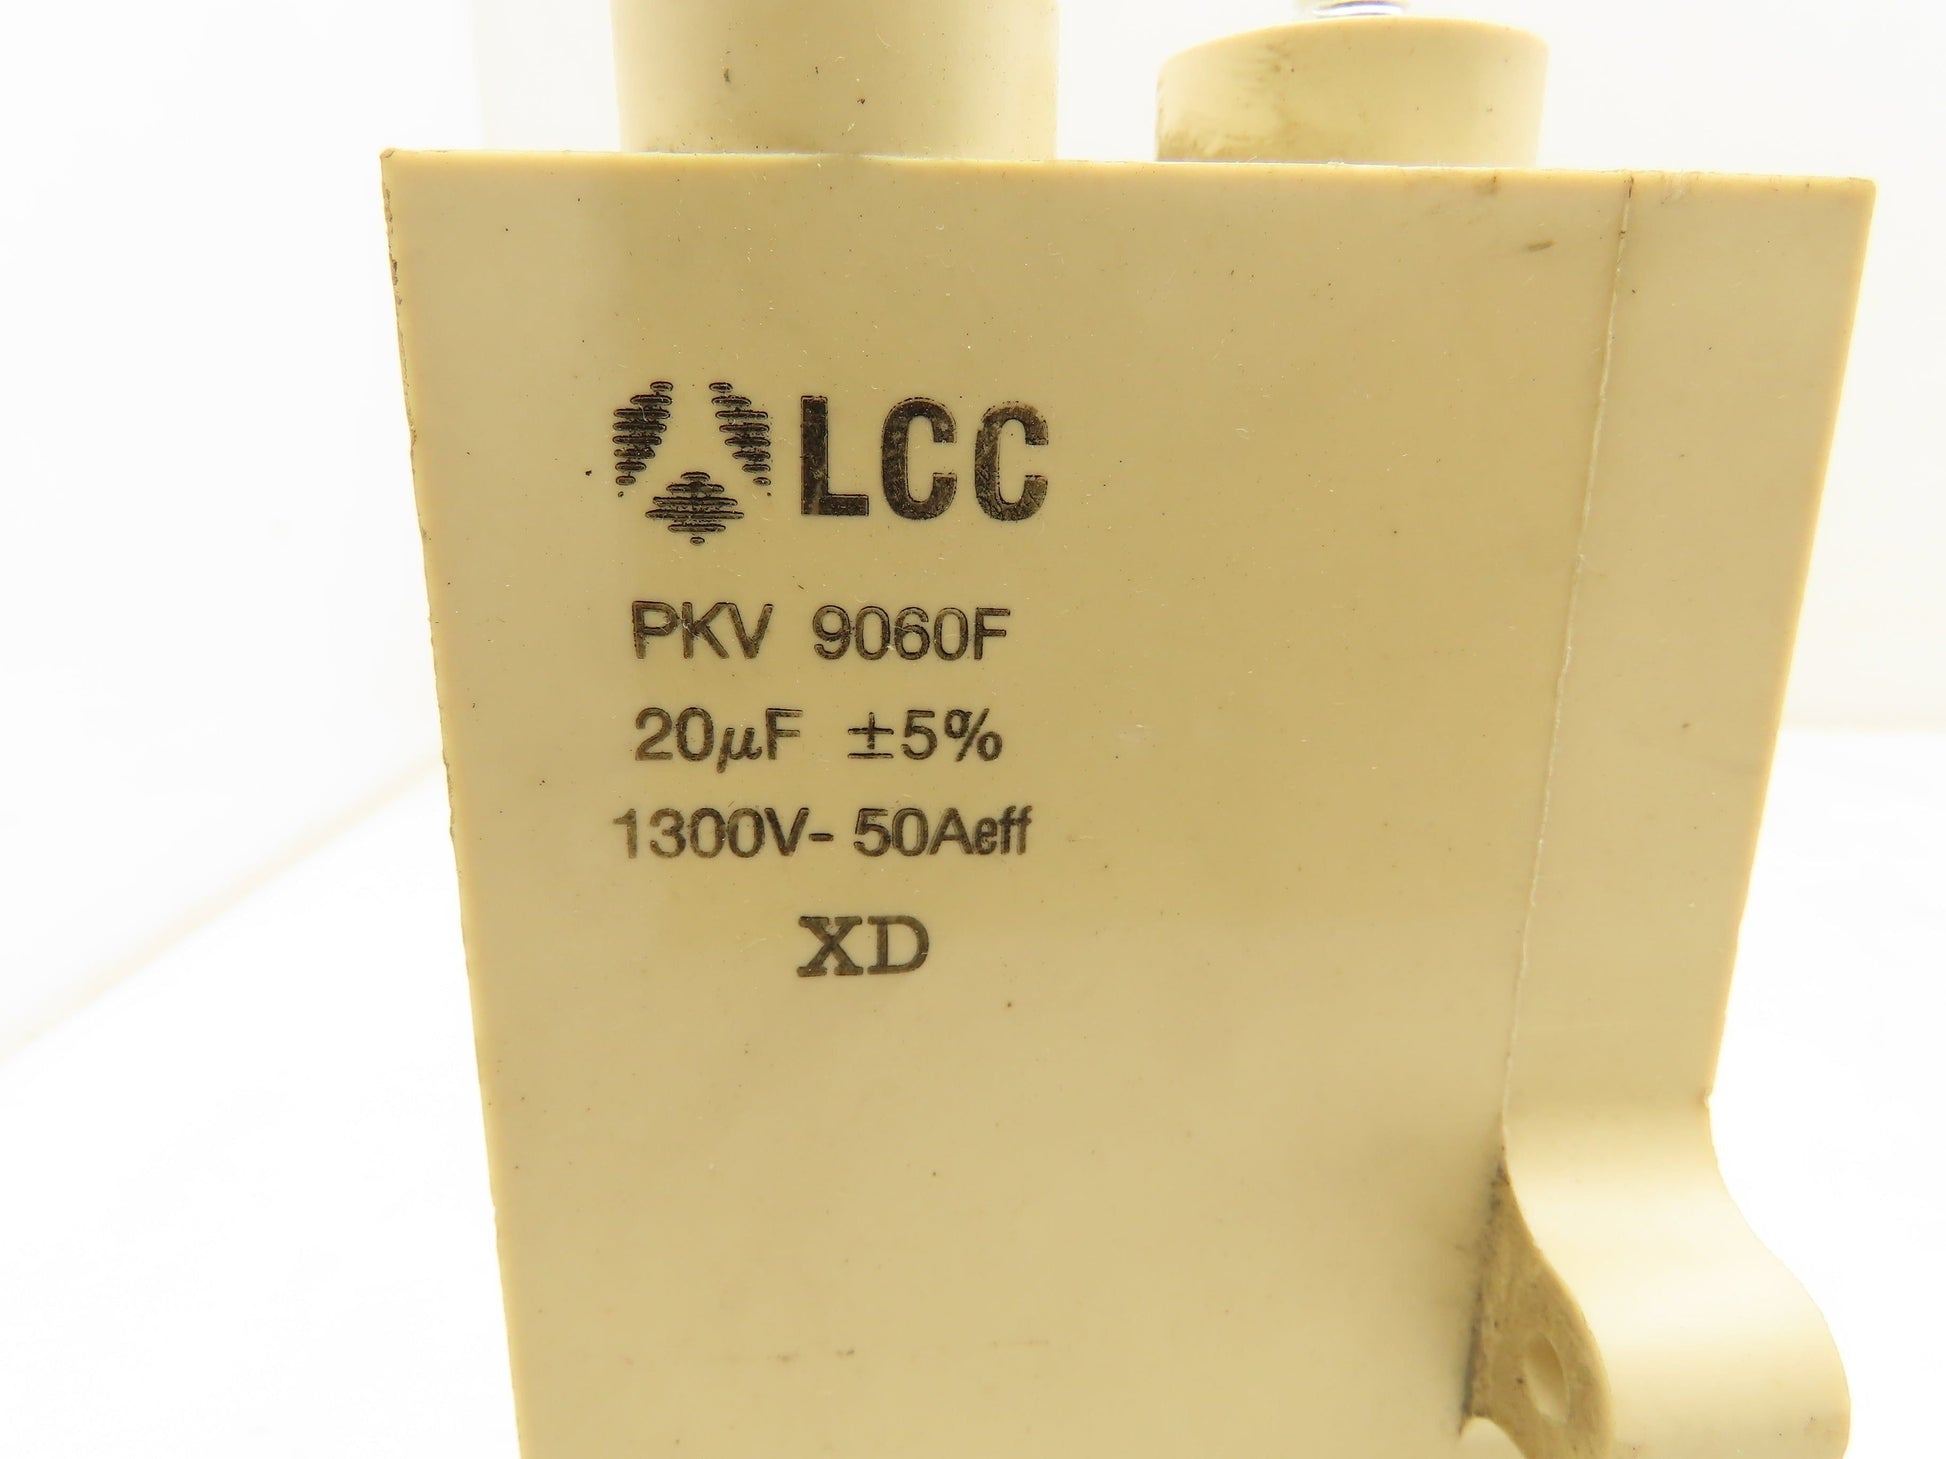 LCC
PKV 9060F
20μF ±5%
1300V- 50Aeff
XD